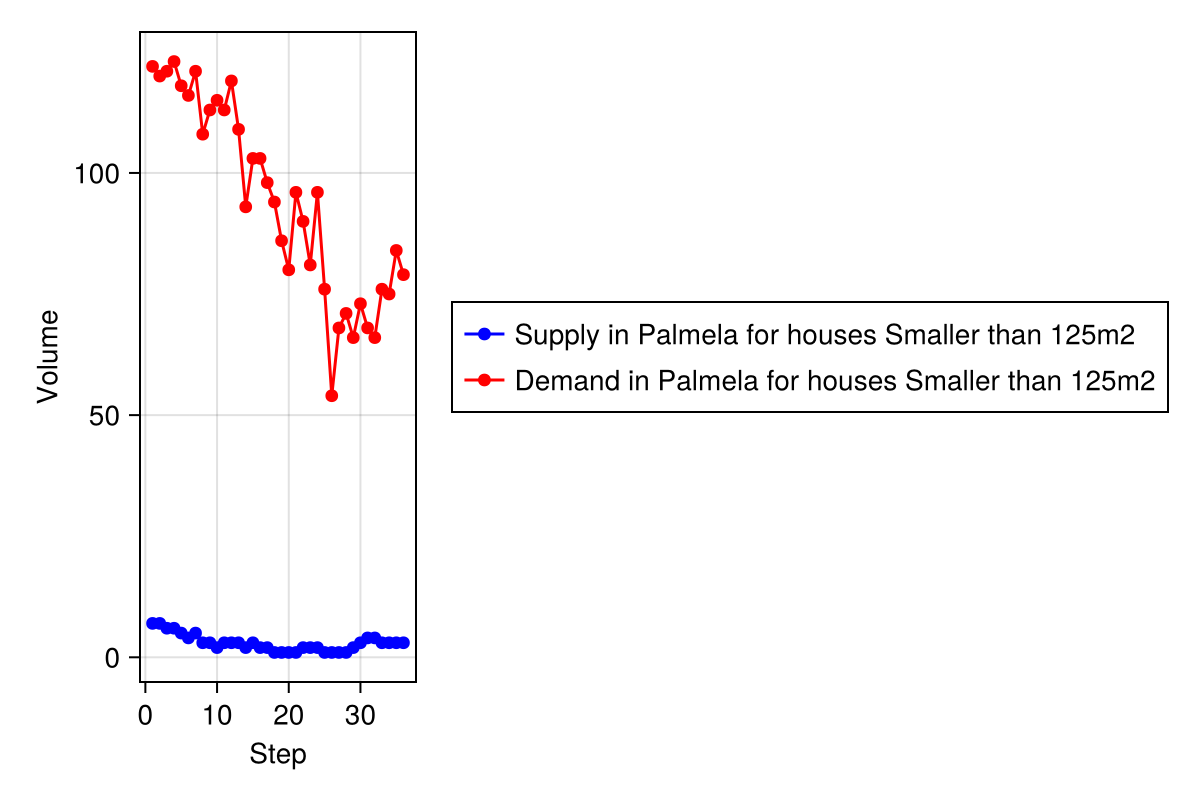 100
50
0
Volume
0 10 20 30
Step
Supply in Palmela for houses Smaller than 125m2
Demand in Palmela for houses Smaller than 125m2